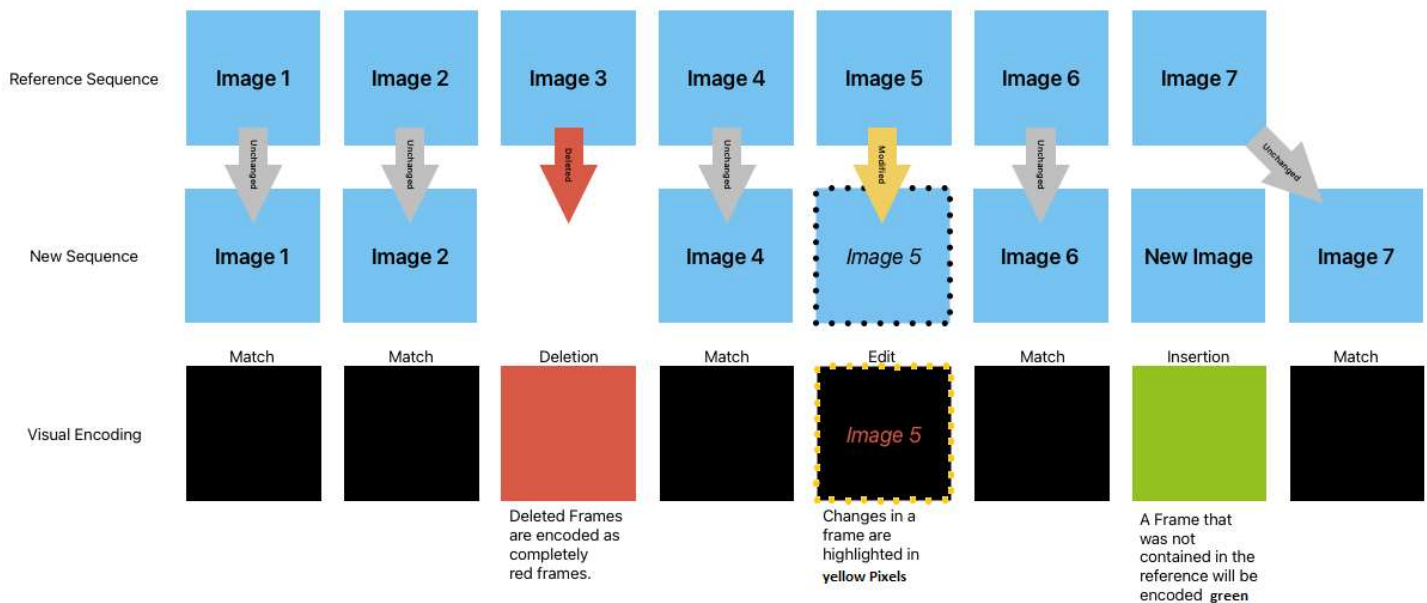 Reference Sequence
Image 1
Image 2
Image 3
Image 4
Image 5
Image 6
Image 7
Unchanged
Unchanged
Deleted
Unchanged
Modified
Unchanged
Unchanged
New Sequence
Image 1
Image 2
Image 4
Image 5
Image 6
New Image
Image 7
Match
Match
Deletion
Match
Edit
Match
Insertion
Match
Visual Encoding
Image 5
Deleted Frames
are encoded as
completely
red frames.
Changes in a
frame are
highlighted in
yellow Pixels
A Frame that
was not
contained in the
reference will be
encoded green